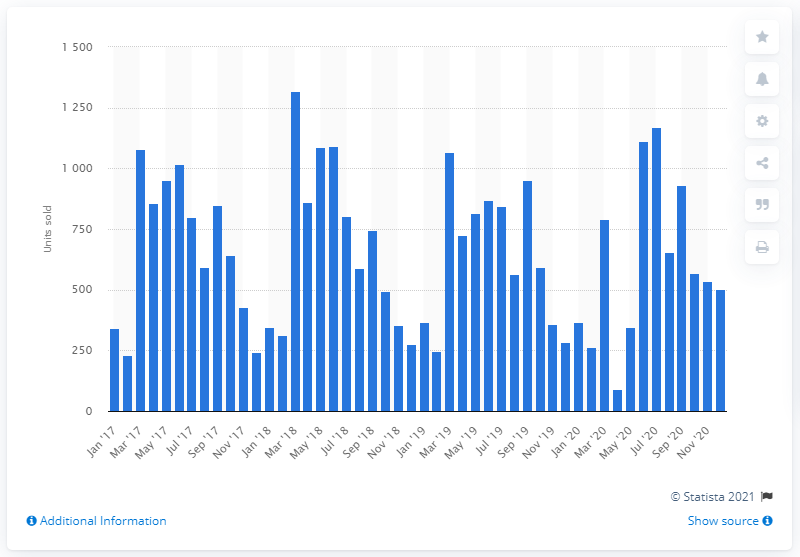 1 500
1 250
1 000
750
500
250
0
Units sold
Jan '17
Mar '17
May '17
Jul '17
Sep '17
Nov '17
Jan '18
Mar '18
May '18
Jul '18
Sep '18
Nov '18
Jan '19
Mar '19
May '19
Jul '19
Sep '19
Nov '19
Jan '20
Mar '20
May '20
Jul '20
Sep '20
Nov '20
© Statista 2021
Additional Information
Show source